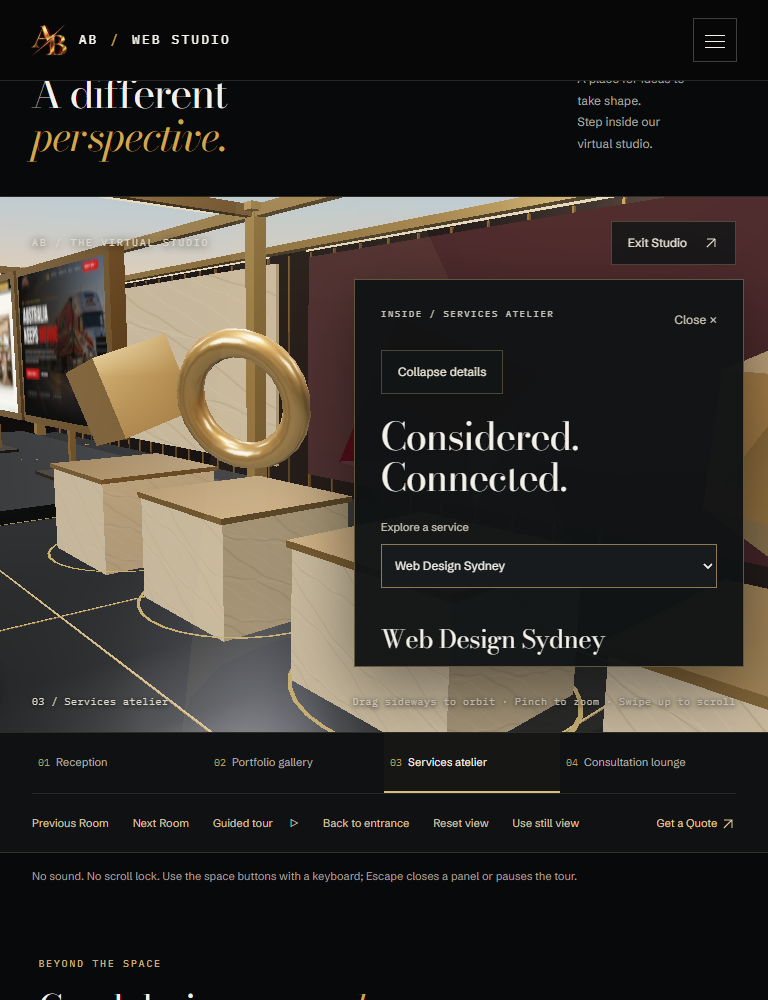 AB / WEB STUDIO
A different
perspective.
A place for ideas to
take shape.
Step inside our
virtual studio.
AB / THE VIRTUAL STUDIO
Exit Studio
AUSTRALIA
KEEPS MOVING
INSIDE / SERVICES ATELIER
Close ×
Collapse details
Considered.
Connected.
Explore a service
Web Design Sydney
Web Design Sydney
03 / Services atelier
Drag sideways to orbit · Pinch to zoom · Swipe up to scroll
01 Reception
02 Portfolio gallery
03 Services atelier
04 Consultation lounge
Previous Room
Next Room
Guided tour
Back to entrance
Reset view
Use still view
Get a Quote
No sound. No scroll lock. Use the space buttons with a keyboard; Escape closes a panel or pauses the tour.
BEYOND THE SPACE